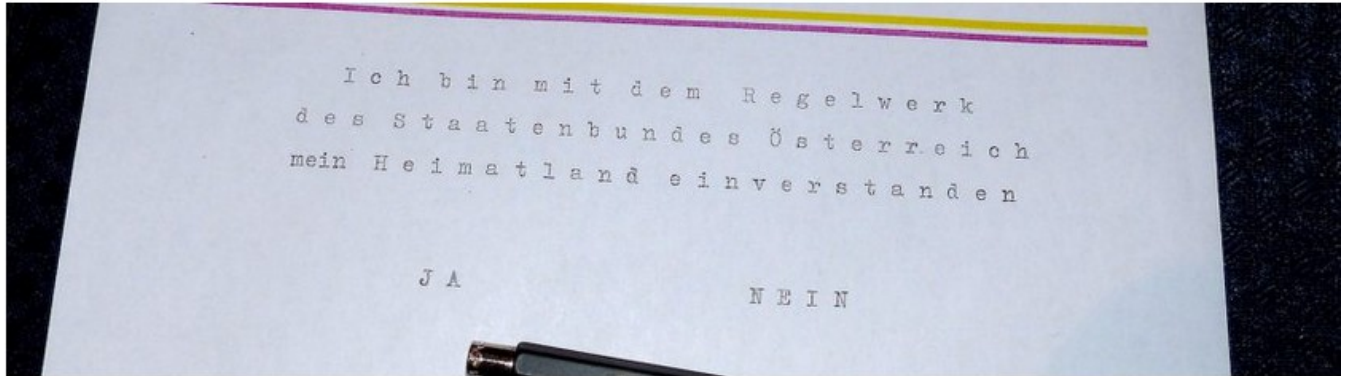 Ich bin mit dem Regelwerk
des Staatenbundes Österreich
mein Heimatland einverstanden
JA NEIN